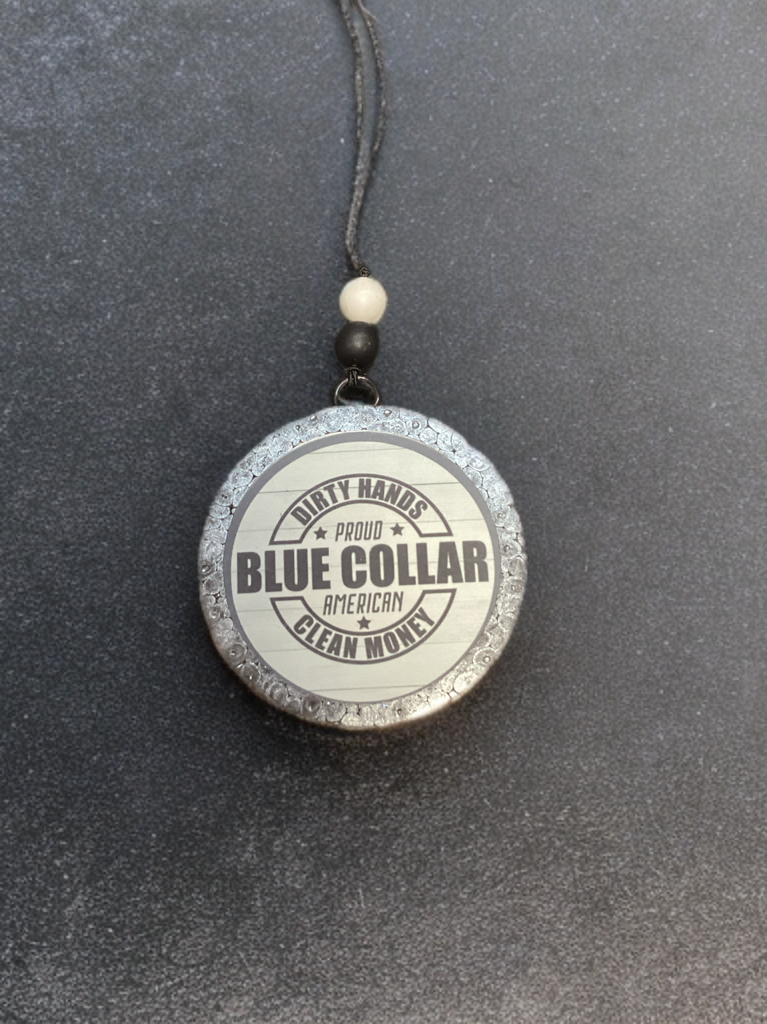 DIRTY HANDS
PROUD
BLUE COLLAR
AMERICAN
CLEAN MONEY